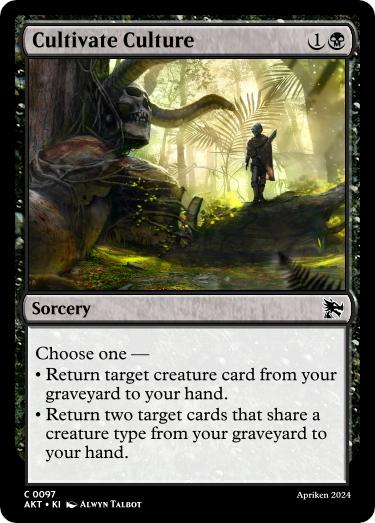 Cultivate Culture 1
Sorcery
Choose one —
• Return target creature card from your
graveyard to your hand.
• Return two target cards that share a
creature type from your graveyard to
your hand.
C 0097
AKT • KI Alwyn Talbot
Apriken 2024